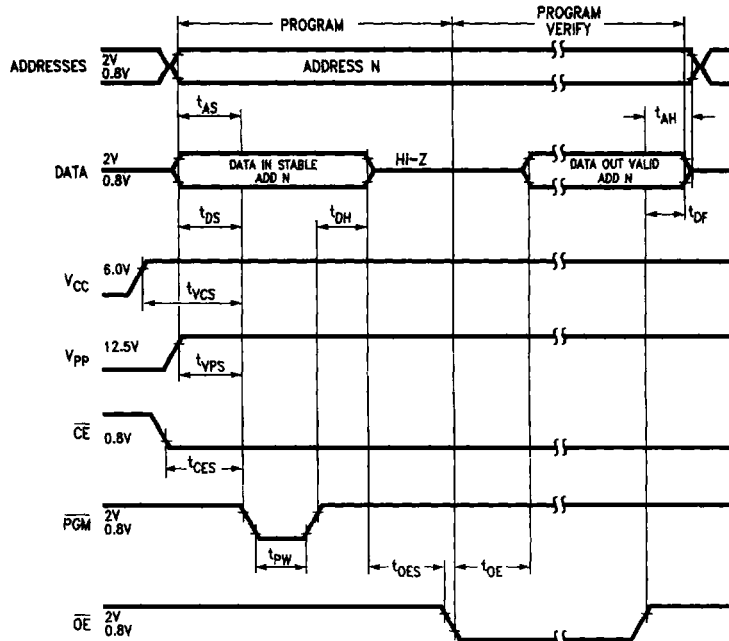 PROGRAM
PROGRAM
VERIFY
ADDRESSES
2V
0.8V
ADDRESS N
tAS
tAH
DATA
2V
0.8V
DATA IN STABLE
ADD N
Hi-Z
DATA OUT VALID
ADD N
tDS
tDH
tDF
VCC
6.0V
tVCS
VPP
12.5V
tVPS
CE
0.8V
tCES
PGM
2V
0.8V
tPW
tOES
tOE
OE
2V
0.8V